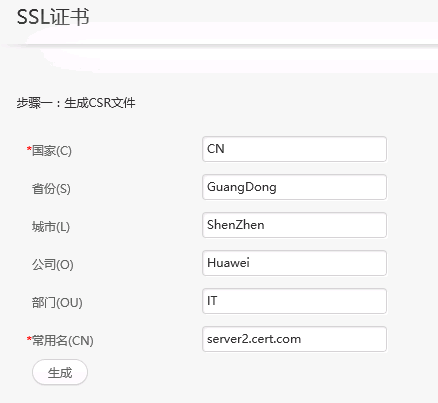 SSL证书
步骤一：生成CSR文件
*国家(C) CN
省份(S) GuangDong
城市(L) ShenZhen
公司(O) Huawei
部门(OU) IT
*常用名(CN) server2.cert.com
生成